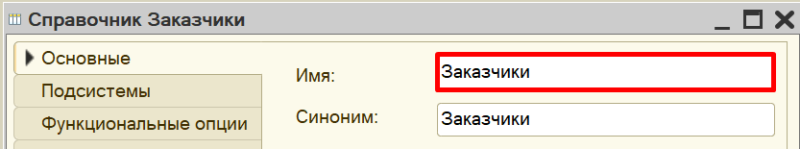 Справочник Заказчики
Основные
Имя: Заказчики
Подсистемы
Синоним: Заказчики
Функциональные опции